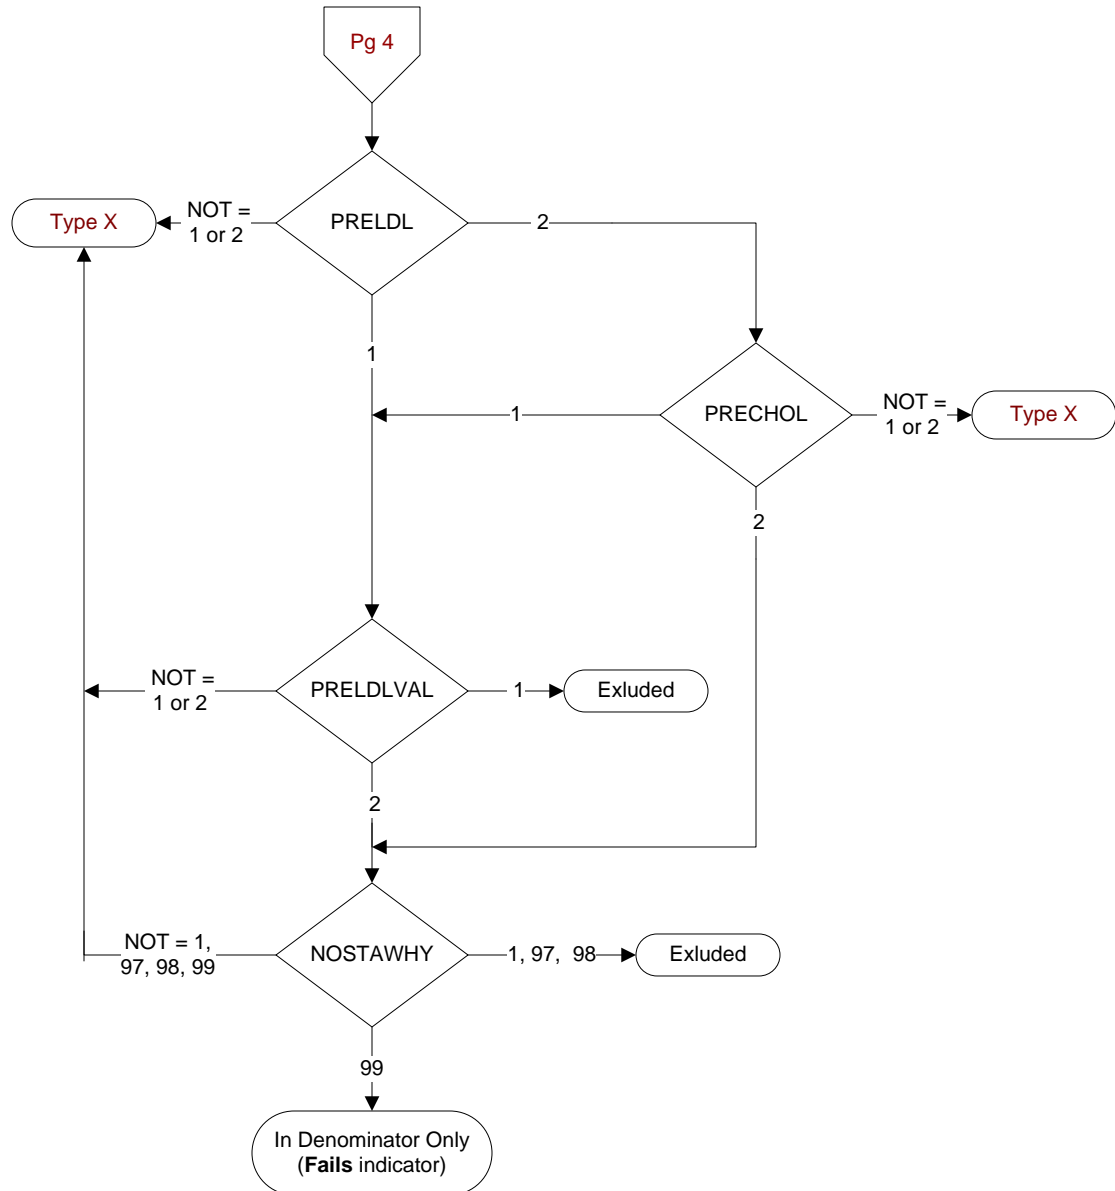 Pg 4
NOT =
1 or 2
Type X
PRELDL
2
1
PRECHOL
NOT =
1 or 2
Type X
1
2
NOT =
1 or 2
PRELDLVAL
1
Exluded
2
NOT = 1,
97, 98, 99
NOSTAWHY
1, 97, 98
Exluded
99
In Denominator Only
(Fails indicator)